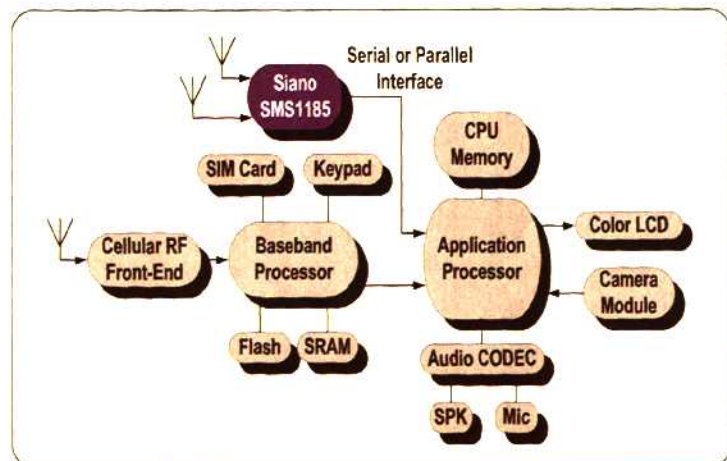 Serial or Parallel
Interface
Siano
SMS1185
CPU
Memory
SIM Card
Keypad
Cellular RF
Front-End
Baseband
Processor
Application
Processor
Color LCD
Camera
Module
Flash
SRAM
Audio CODEC
SPK
Mic